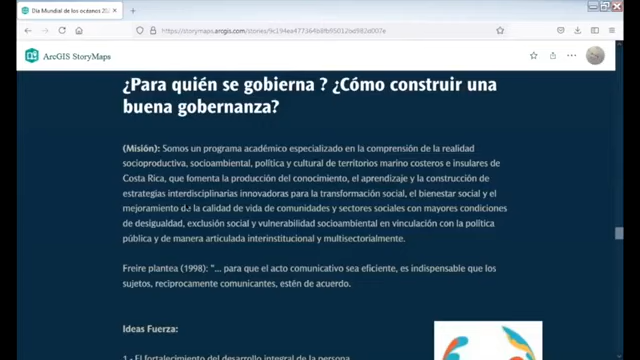 Día Mundial de los océanos 202
https://storymaps.arcgis.com/stories/9c194ea477364b8fb95012ad982d007e
ArcGIS StoryMaps
¿Para quién se gobierna ? ¿Cómo construir una
buena gobernanza?
(Misión): Somos un programa académico especializado en la comprensión de la realidad
socioproductiva, socioambiental, política y cultural de territorios marino costeros e insulares de
Costa Rica, que fomenta la producción del conocimiento, el aprendizaje y la construcción de
estrategias interdisciplinarias innovadoras para la transformación social, el bienestar social y el
mejoramiento de la calidad de vida de comunidades y sectores sociales con mayores condiciones
de desigualdad, exclusión social y vulnerabilidad socioambiental en vinculación con la política
pública y de manera articulada interinstitucional y multisectorialmente.
Freire plantea (1998): "... para que el acto comunicativo sea eficiente, es indispensable que los
sujetos, recíprocamente comunicantes, estén de acuerdo.
Ideas Fuerza:
1.- El fortalecimiento del desarrollo integral de la persona